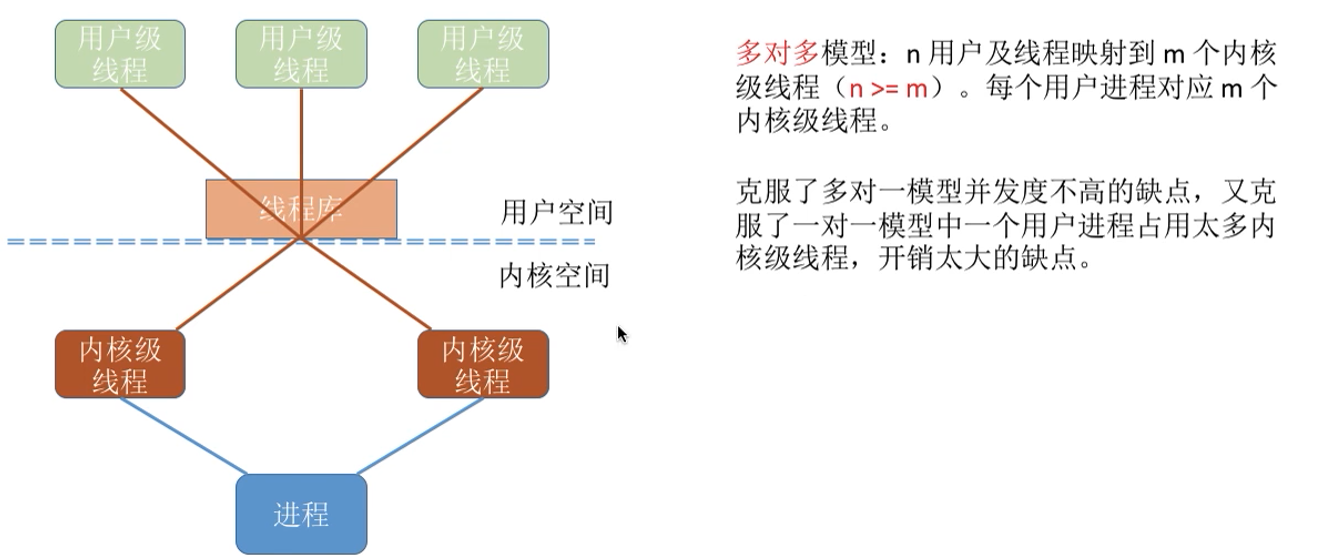 用户级
线程
用户级
线程
用户级
线程
线程库
用户空间
内核空间
内核级
线程
内核级
线程
进程
多对多模型：n 用户及线程映射到 m 个内核
级线程（n >= m）。每个用户进程对应 m 个
内核级线程。
克服了多对一模型并发度不高的缺点，又克
服了一对一模型中一个用户进程占用太多内
核级线程，开销太大的缺点。